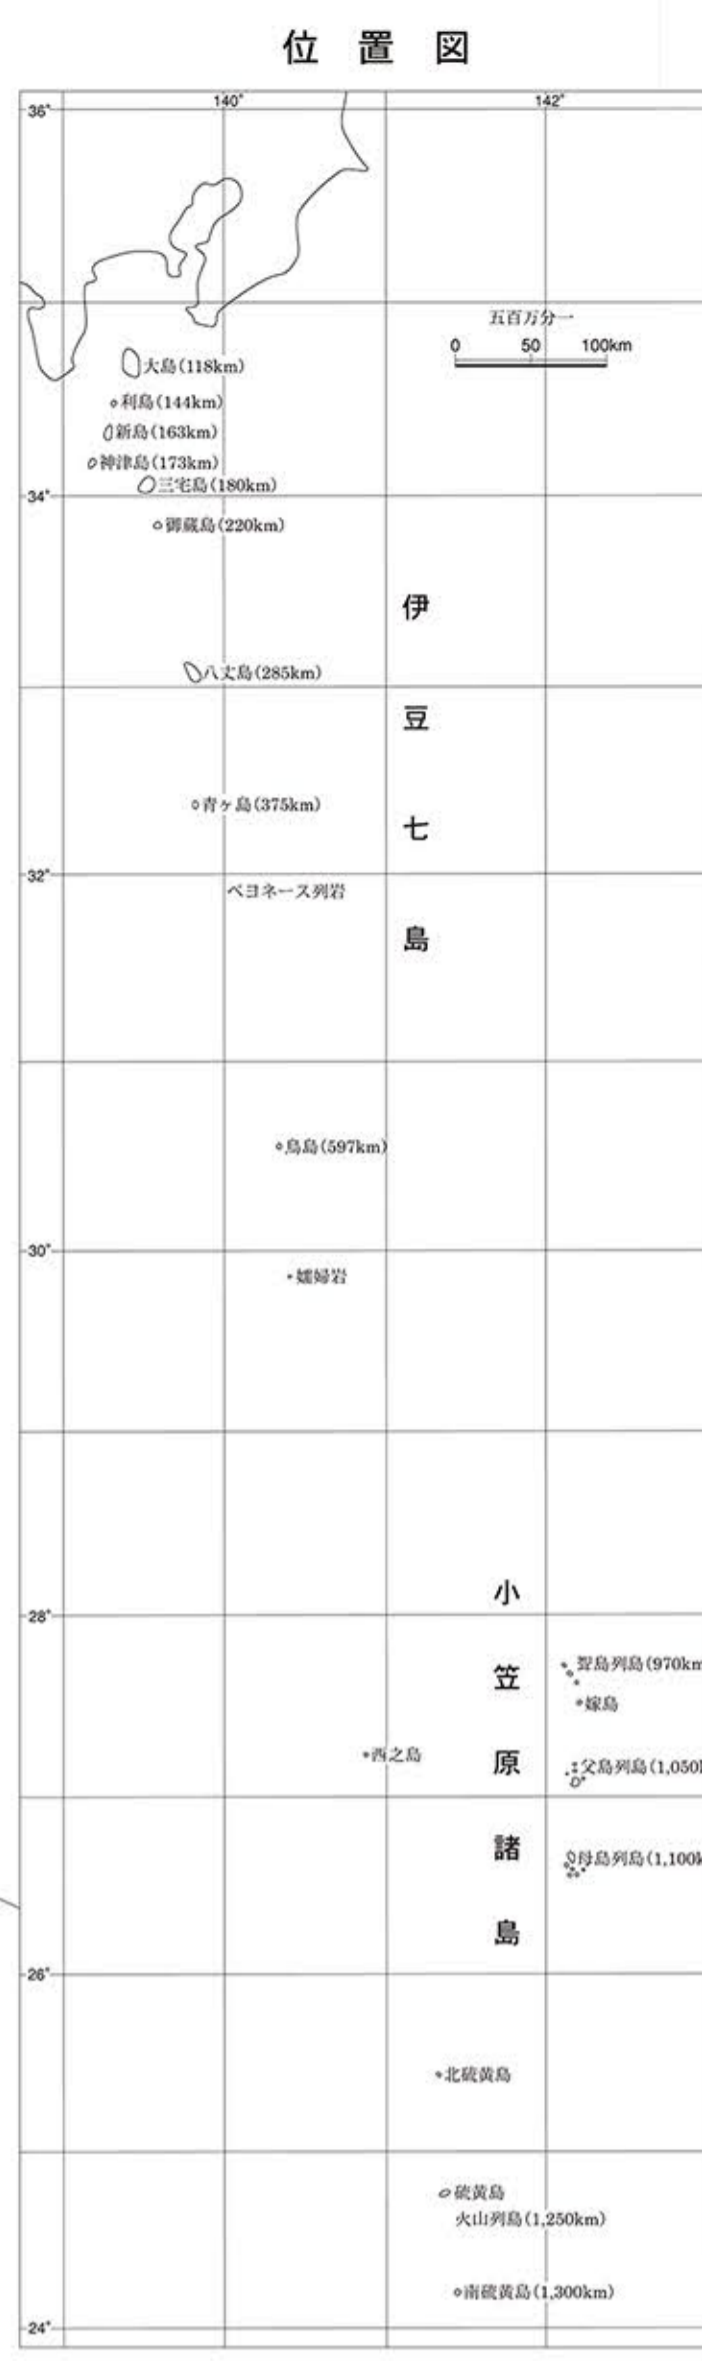 位置図
140°
142°
36°
五百万分一
0 50 100km
大島(118km)
利島(144km)
新島(163km)
神津島(173km)
三宅島(180km)
34°
御蔵島(220km)
伊豆七島
八丈島(285km)
青ヶ島(375km)
32°
ベヨネース列岩
鳥島(597km)
30°
孀婦岩
28°
小笠原諸島
聟島列島(970km
嫁島
西之島
父島列島(1,050
母島列島(1,100k
26°
北硫黄島
硫黄島
火山列島(1,250km)
南硫黄島(1,300km)
24°